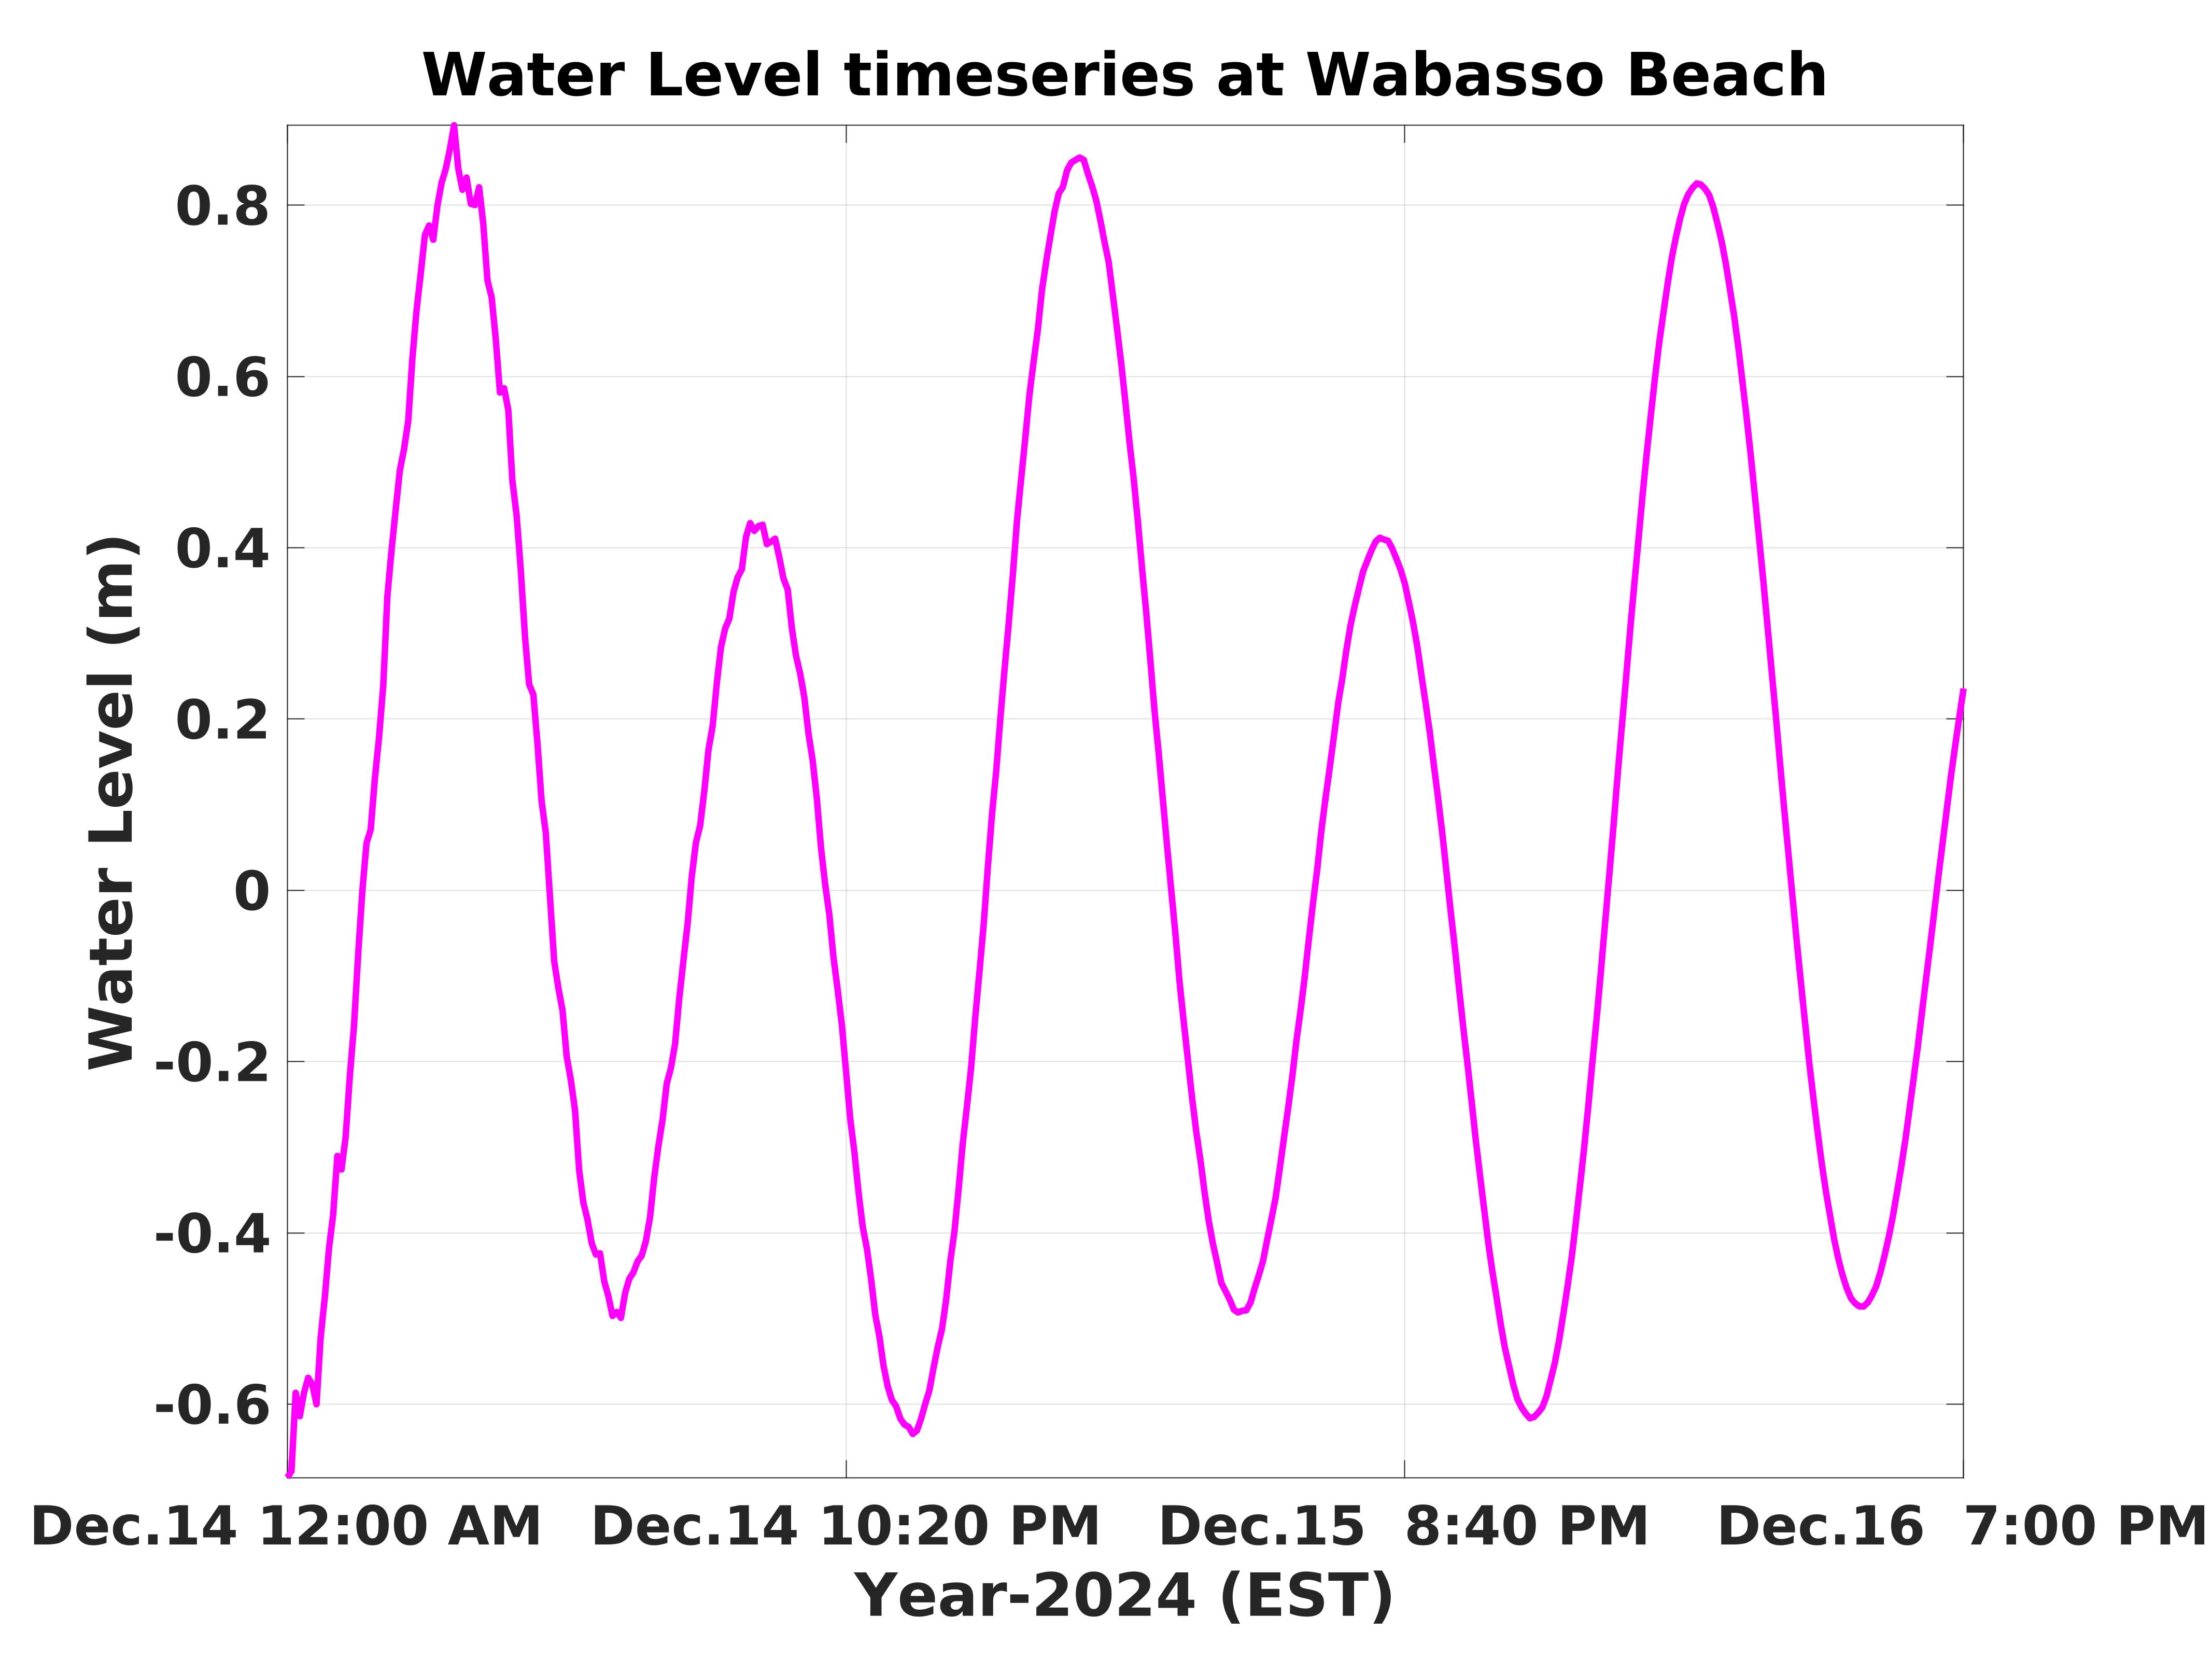 Water Level timeseries at Wabasso Beach
Water Level (m)
0.8
0.6
0.4
0.2
0
-0.2
-0.4
-0.6
Dec.14 12:00 AM Dec.14 10:20 PM Dec.15 8:40 PM Dec.16 7:00 PM
Year-2024 (EST)